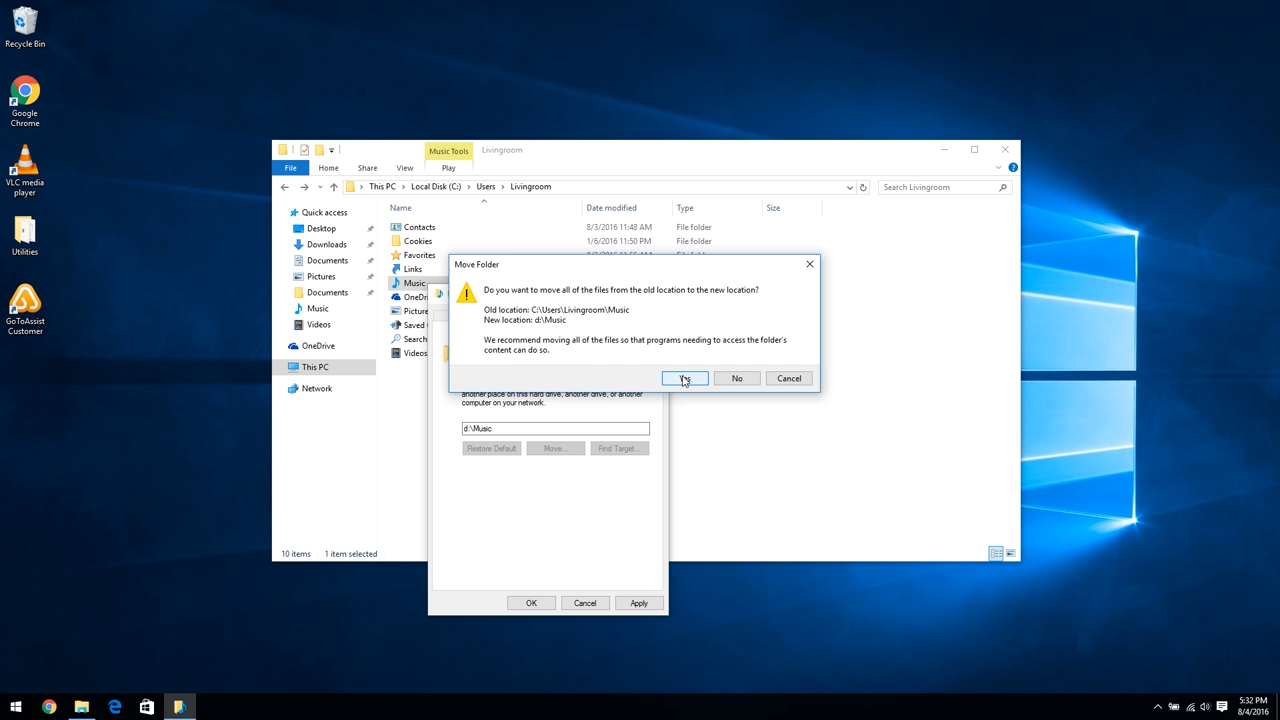 Recycle Bin
Google
Chrome
VLC media
player
Utilities
GoToAssist
Customer
Music Tools
Livingroom
File
Home
Share
View
Play
This PC > Local Disk (C:) > Users > Livingroom
Search Livingroom
Quick access
Desktop
Downloads
Documents
Pictures
Documents
Music
Videos
OneDrive
This PC
Network
Name
Date modified
Type
Size
Contacts
8/3/2016 11:48 AM
File folder
Cookies
1/6/2016 11:50 PM
File folder
Favorites
Links
Music
OneDri
Picture
Saved
Search
Videos
Move Folder
Do you want to move all of the files from the old location to the new location?
Old location: C:\Users\Livingroom\Music
New location: d:\Music
We recommend moving all of the files so that programs needing to access the folder's
content can do so.
Yes
No
Cancel
another place on this hard drive, another drive, or another
computer on your network.
d:\Music
Restore Default
Move...
Find Target...
OK
Cancel
Apply
10 items
1 item selected
5:32 PM
8/4/2016